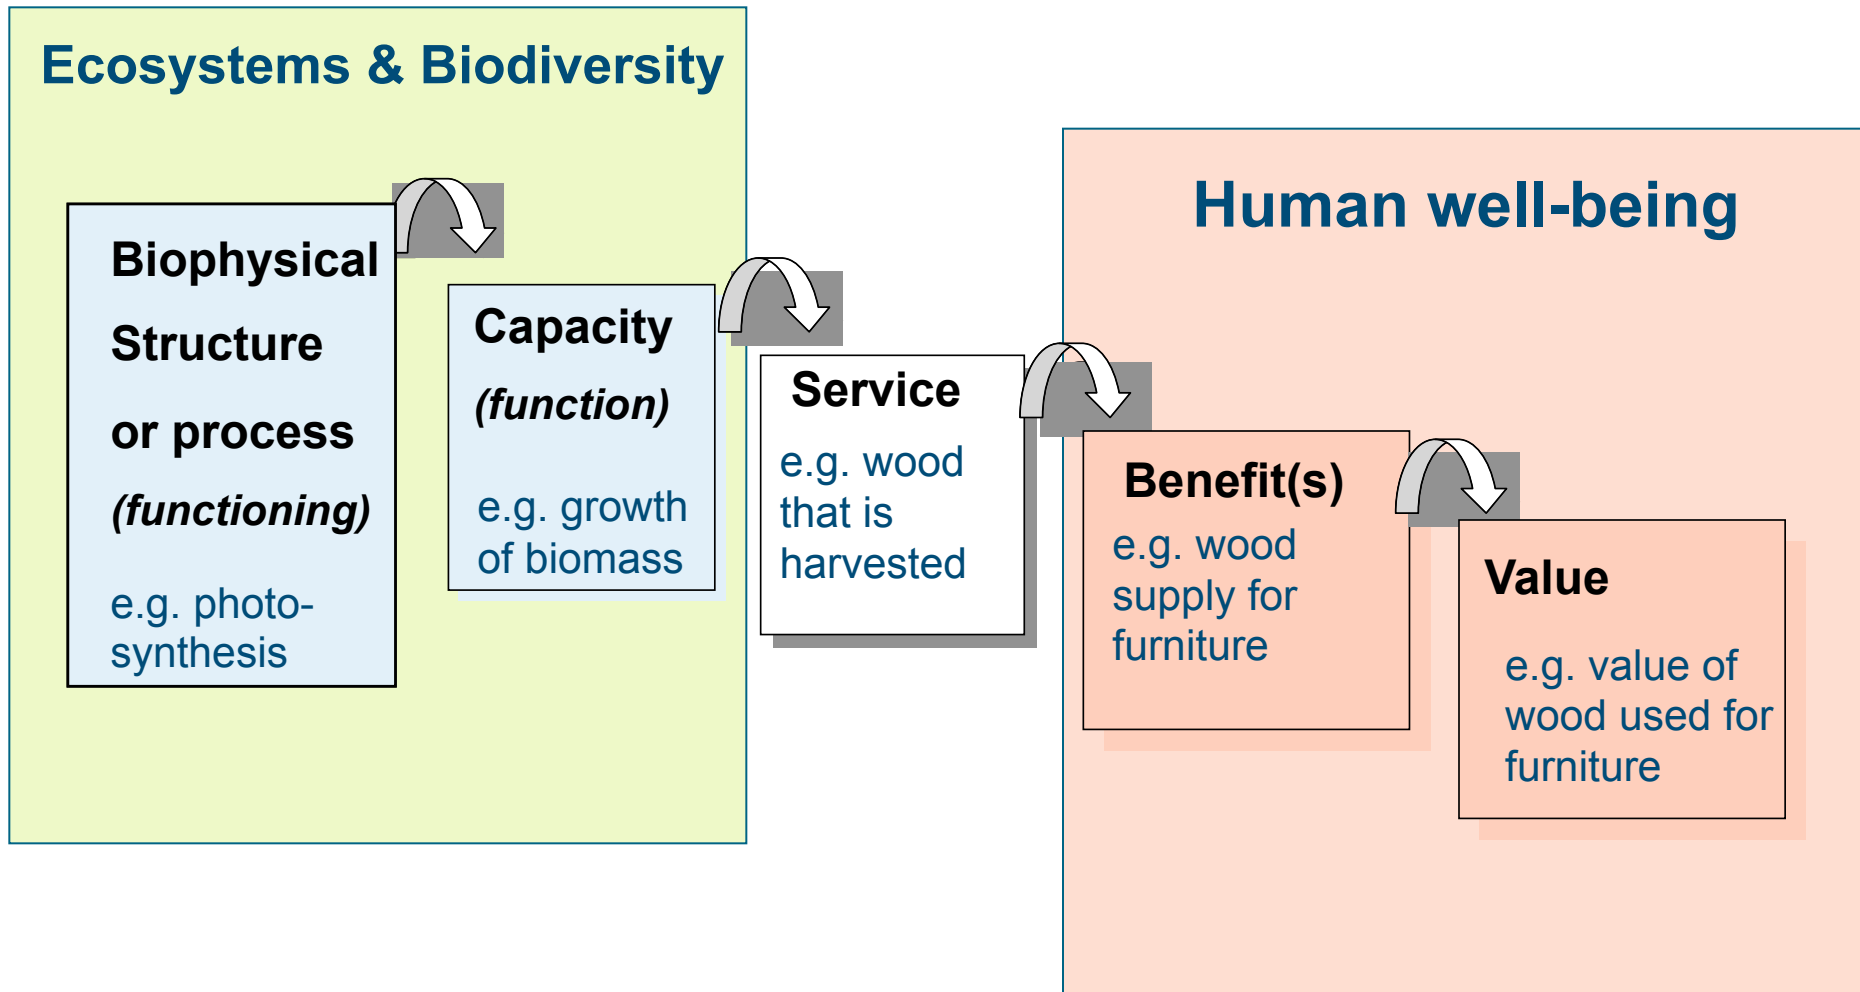 Ecosystems & Biodiversity
Human well-being
Biophysical
Structure
or process
(functioning)
e.g. photo-
synthesis
Capacity
(function)
e.g. growth
of biomass
Service
e.g. wood
that is
harvested
Benefit(s)
e.g. wood
supply for
furniture
Value
e.g. value of
wood used for
furniture